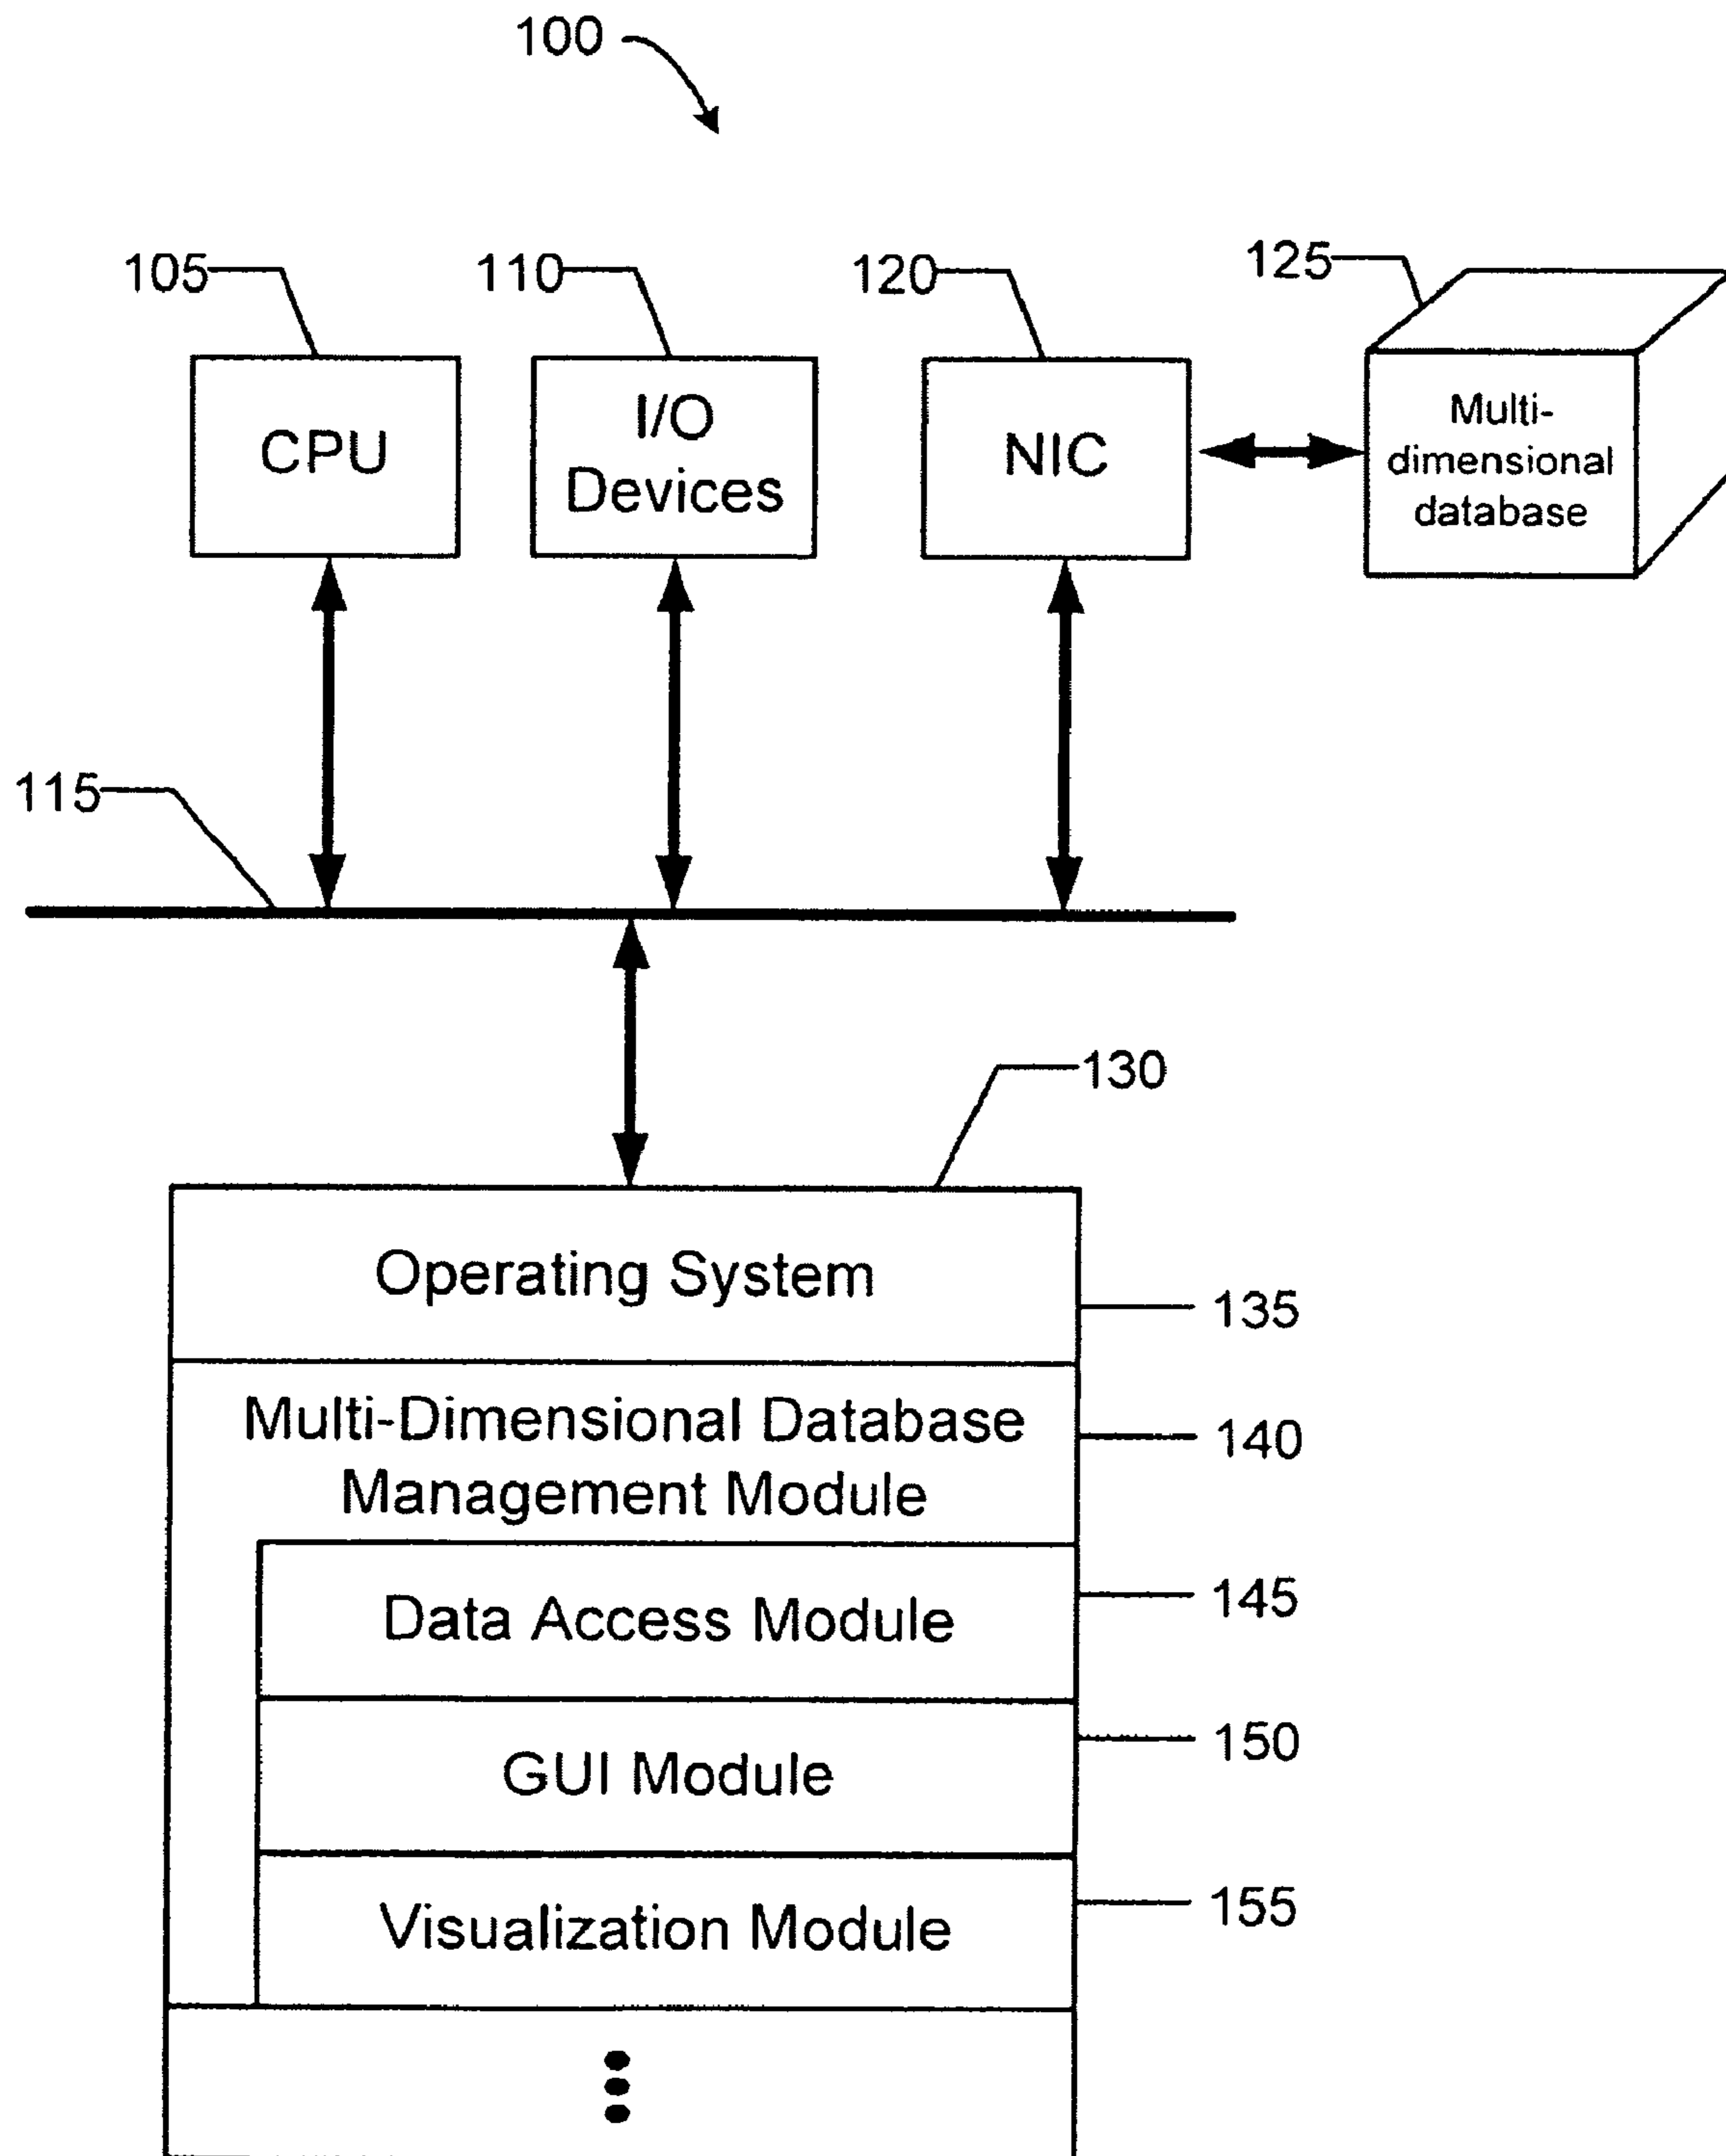 100
105
110
120
125
CPU
I/O
Devices
NIC
Multi-
dimensional
database
115
130
Operating System
135
Multi-Dimensional Database
Management Module
140
Data Access Module
145
GUI Module
150
Visualization Module
155